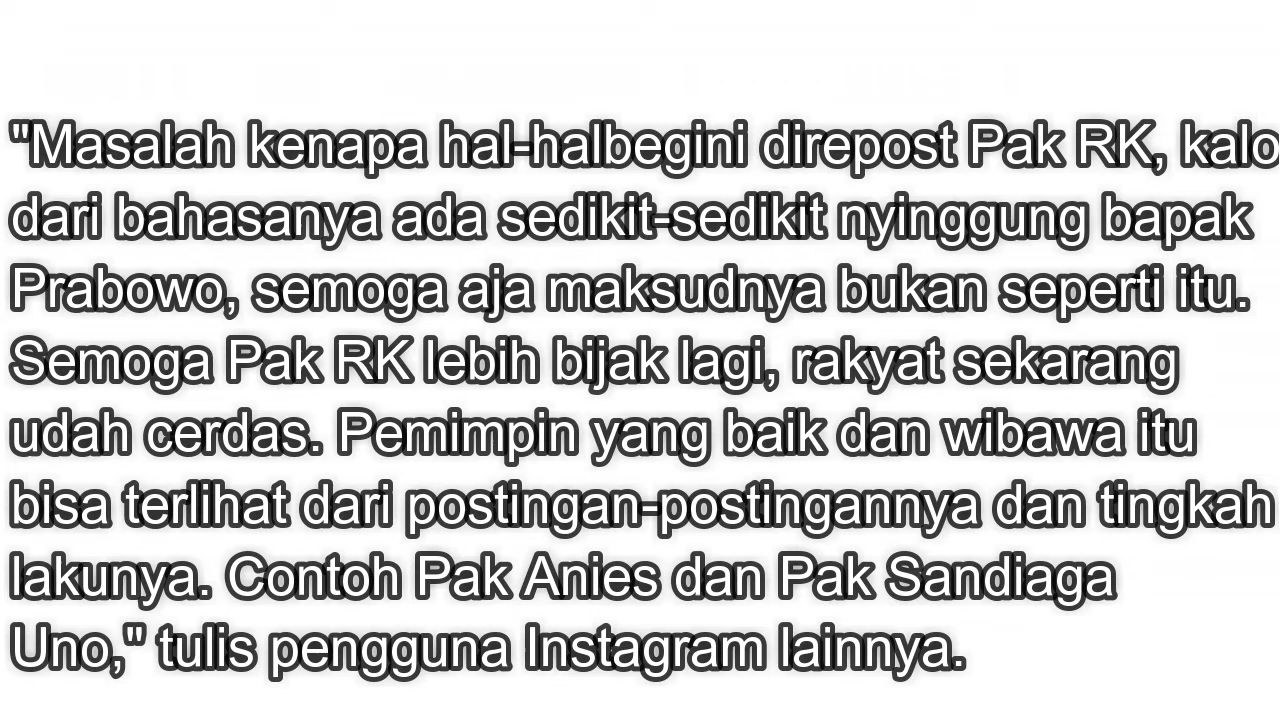 "Masalah kenapa hal-halbegini direpost Pak RK, kalo
dari bahasanya ada sedikit-sedikit nyinggung bapak
Prabowo, semoga aja maksudnya bukan seperti itu.
Semoga Pak RK lebih bijak lagi, rakyat sekarang
udah cerdas. Pemimpin yang baik dan wibawa itu
bisa terlihat dari postingan-postingannya dan tingkah
lakunya. Contoh Pak Anies dan Pak Sandiaga
Uno," tulis pengguna Instagram lainnya.